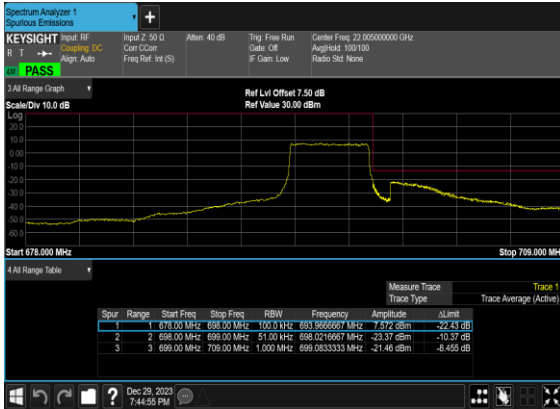 Spectrum Analyzer 1
Spurious Emissions
+
KEYSIGHT Input: RF Input Z: 50 Ω Atten: 40 dB Trig: Free Run Center Freq: 22.005000000 GHz
R T Coupling: DC Corr CCorr Gate: Off Avg|Hold: 100/100
Align: Auto Freq Ref: Int (S) IF Gain: Low Radio Std: None
PASS
3 All Range Graph
Ref Lvl Offset 7.50 dB
Scale/Div 10.0 dB Ref Value 30.00 dBm
Log
20.0
10.0
0.00
-10.0
-20.0
-30.0
-40.0
-50.0
-60.0
Start 678.000 MHz Stop 709.000 MH
4 All Range Table
Measure Trace Trace 1
Trace Type Trace Average (Active)
Spur Range Start Freq Stop Freq RBW Frequency Amplitude ΔLimit
1 1 678.00 MHz 698.00 MHz 100.0 kHz 693.9666667 MHz 7.572 dBm -22.43 dB
2 2 698.00 MHz 699.00 MHz 51.00 kHz 698.0216667 MHz -23.37 dBm -10.37 dB
3 3 699.00 MHz 709.00 MHz 1.000 MHz 699.0833333 MHz -21.46 dBm -8.455 dB
? Dec 29, 2023
7:44:55 PM